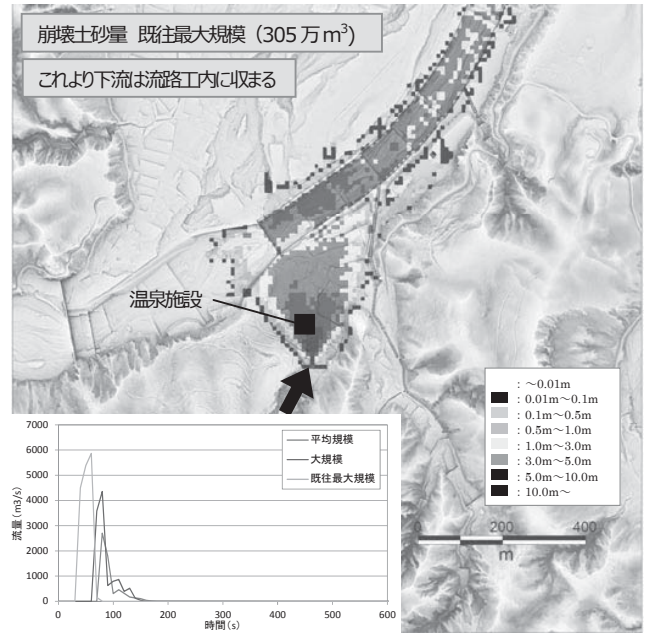 崩壊土砂量 既往最大規模（305万m³）
これより下流は流路工内に収まる
温泉施設
：～0.01m
：0.01m～0.1m
：0.1m～0.5m
：0.5m～1.0m
：1.0m～3.0m
：3.0m～5.0m
：5.0m～10.0m
：10.0m～
0 200 400
m
7000
6000
5000
4000
3000
2000
1000
0
流量(m3/s)
平均規模
大規模
既往最大規模
0 100 200 300 400 500 600
時間(s)